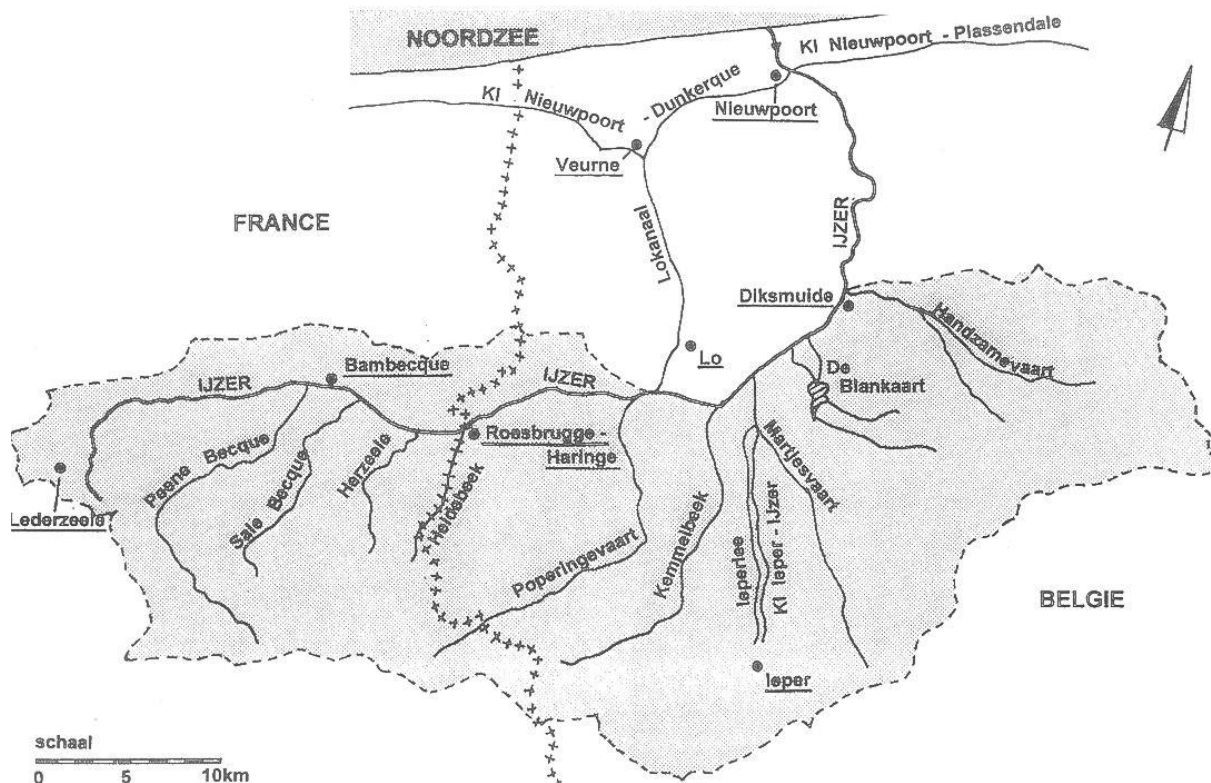 NOORDZEE
Kl Nieuwpoort - Plassendale
Kl Nieuwpoort - Dunkerque
Nieuwpoort
Veurne
FRANCE
Lokanaal
IJZER
Diksmuide
Handzamevaart
Bambecque
IJZER
IJZER
Lo
De
Blankaart
Peene Becque
Sale Becque
Herzeele
Roesbrugge -
Haringe
Heidebeek
Martjesvaart
Lederzeele
Poperingevaart
Kemmelbeek
Ieperlee
Kl Ieper - IJzer
BELGIE
Ieper
schaal
0 5 10km